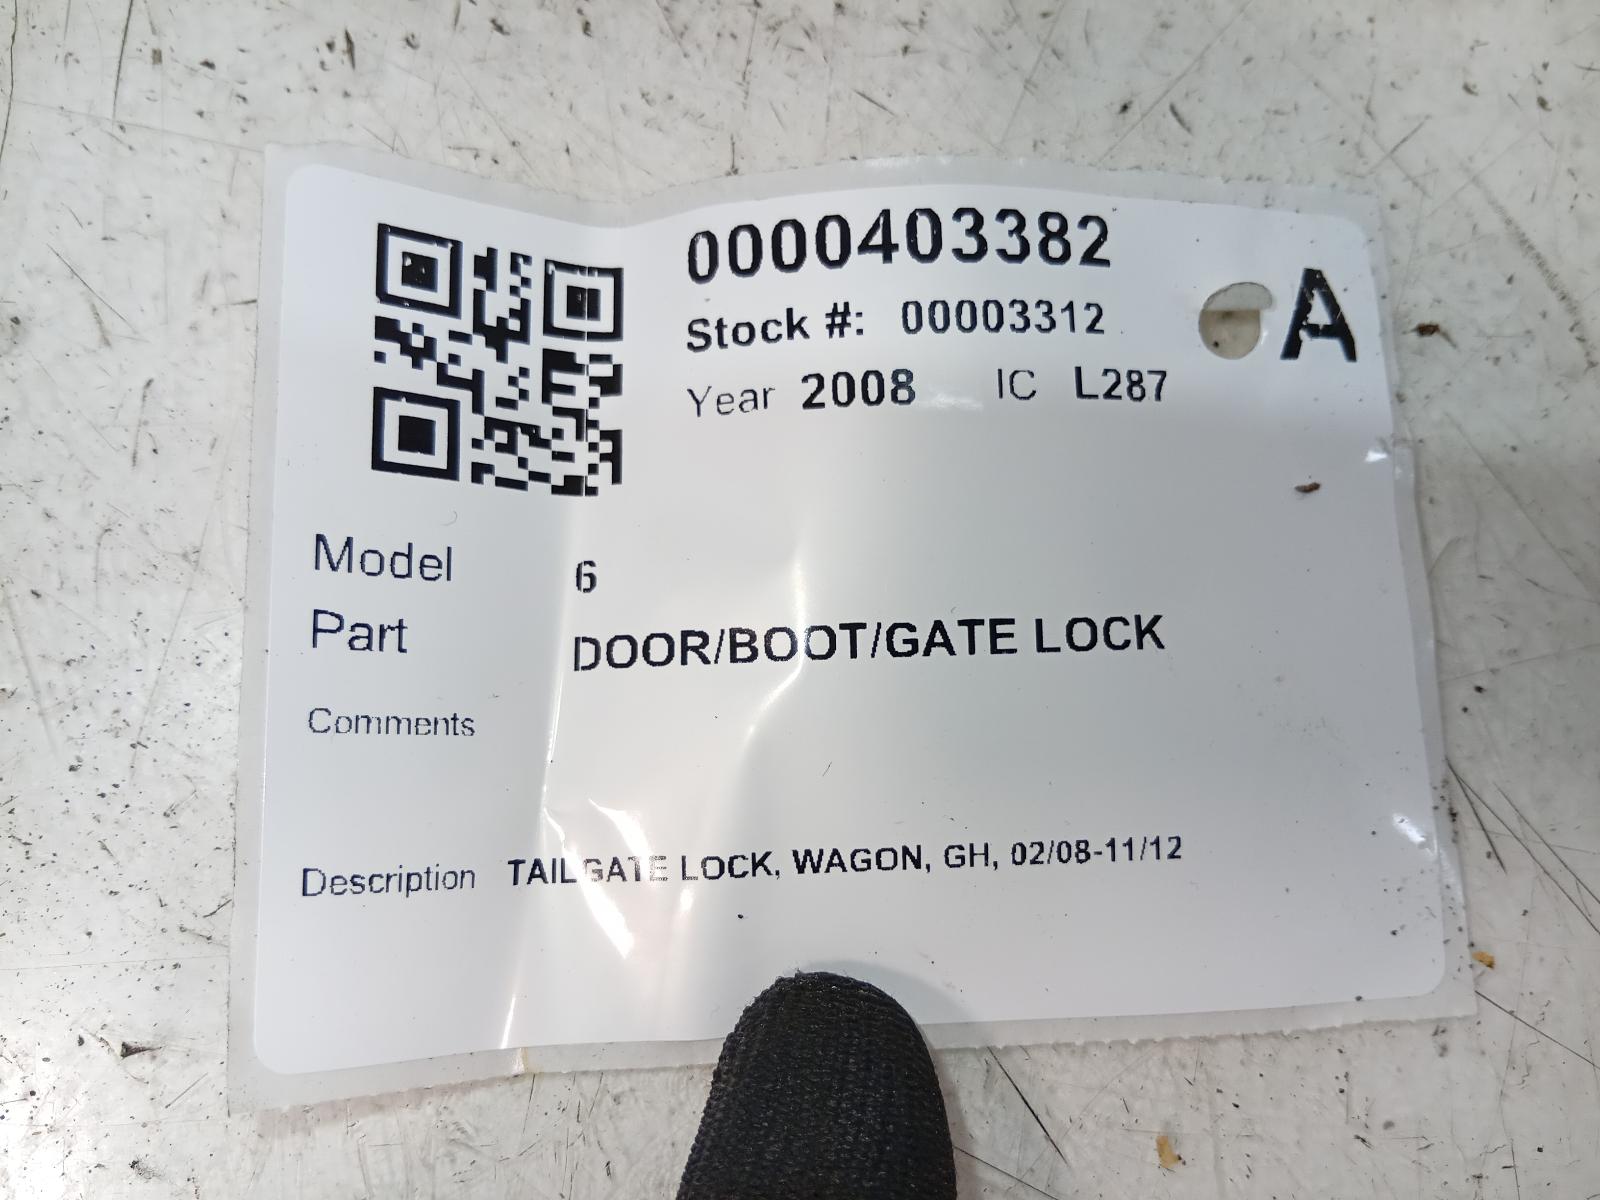 0000403382
A
Stock #: 00003312
Year 2008 IC L287
Model 6
Part DOOR/BOOT/GATE LOCK
Comments
Description TAILGATE LOCK, WAGON, GH, 02/08-11/12